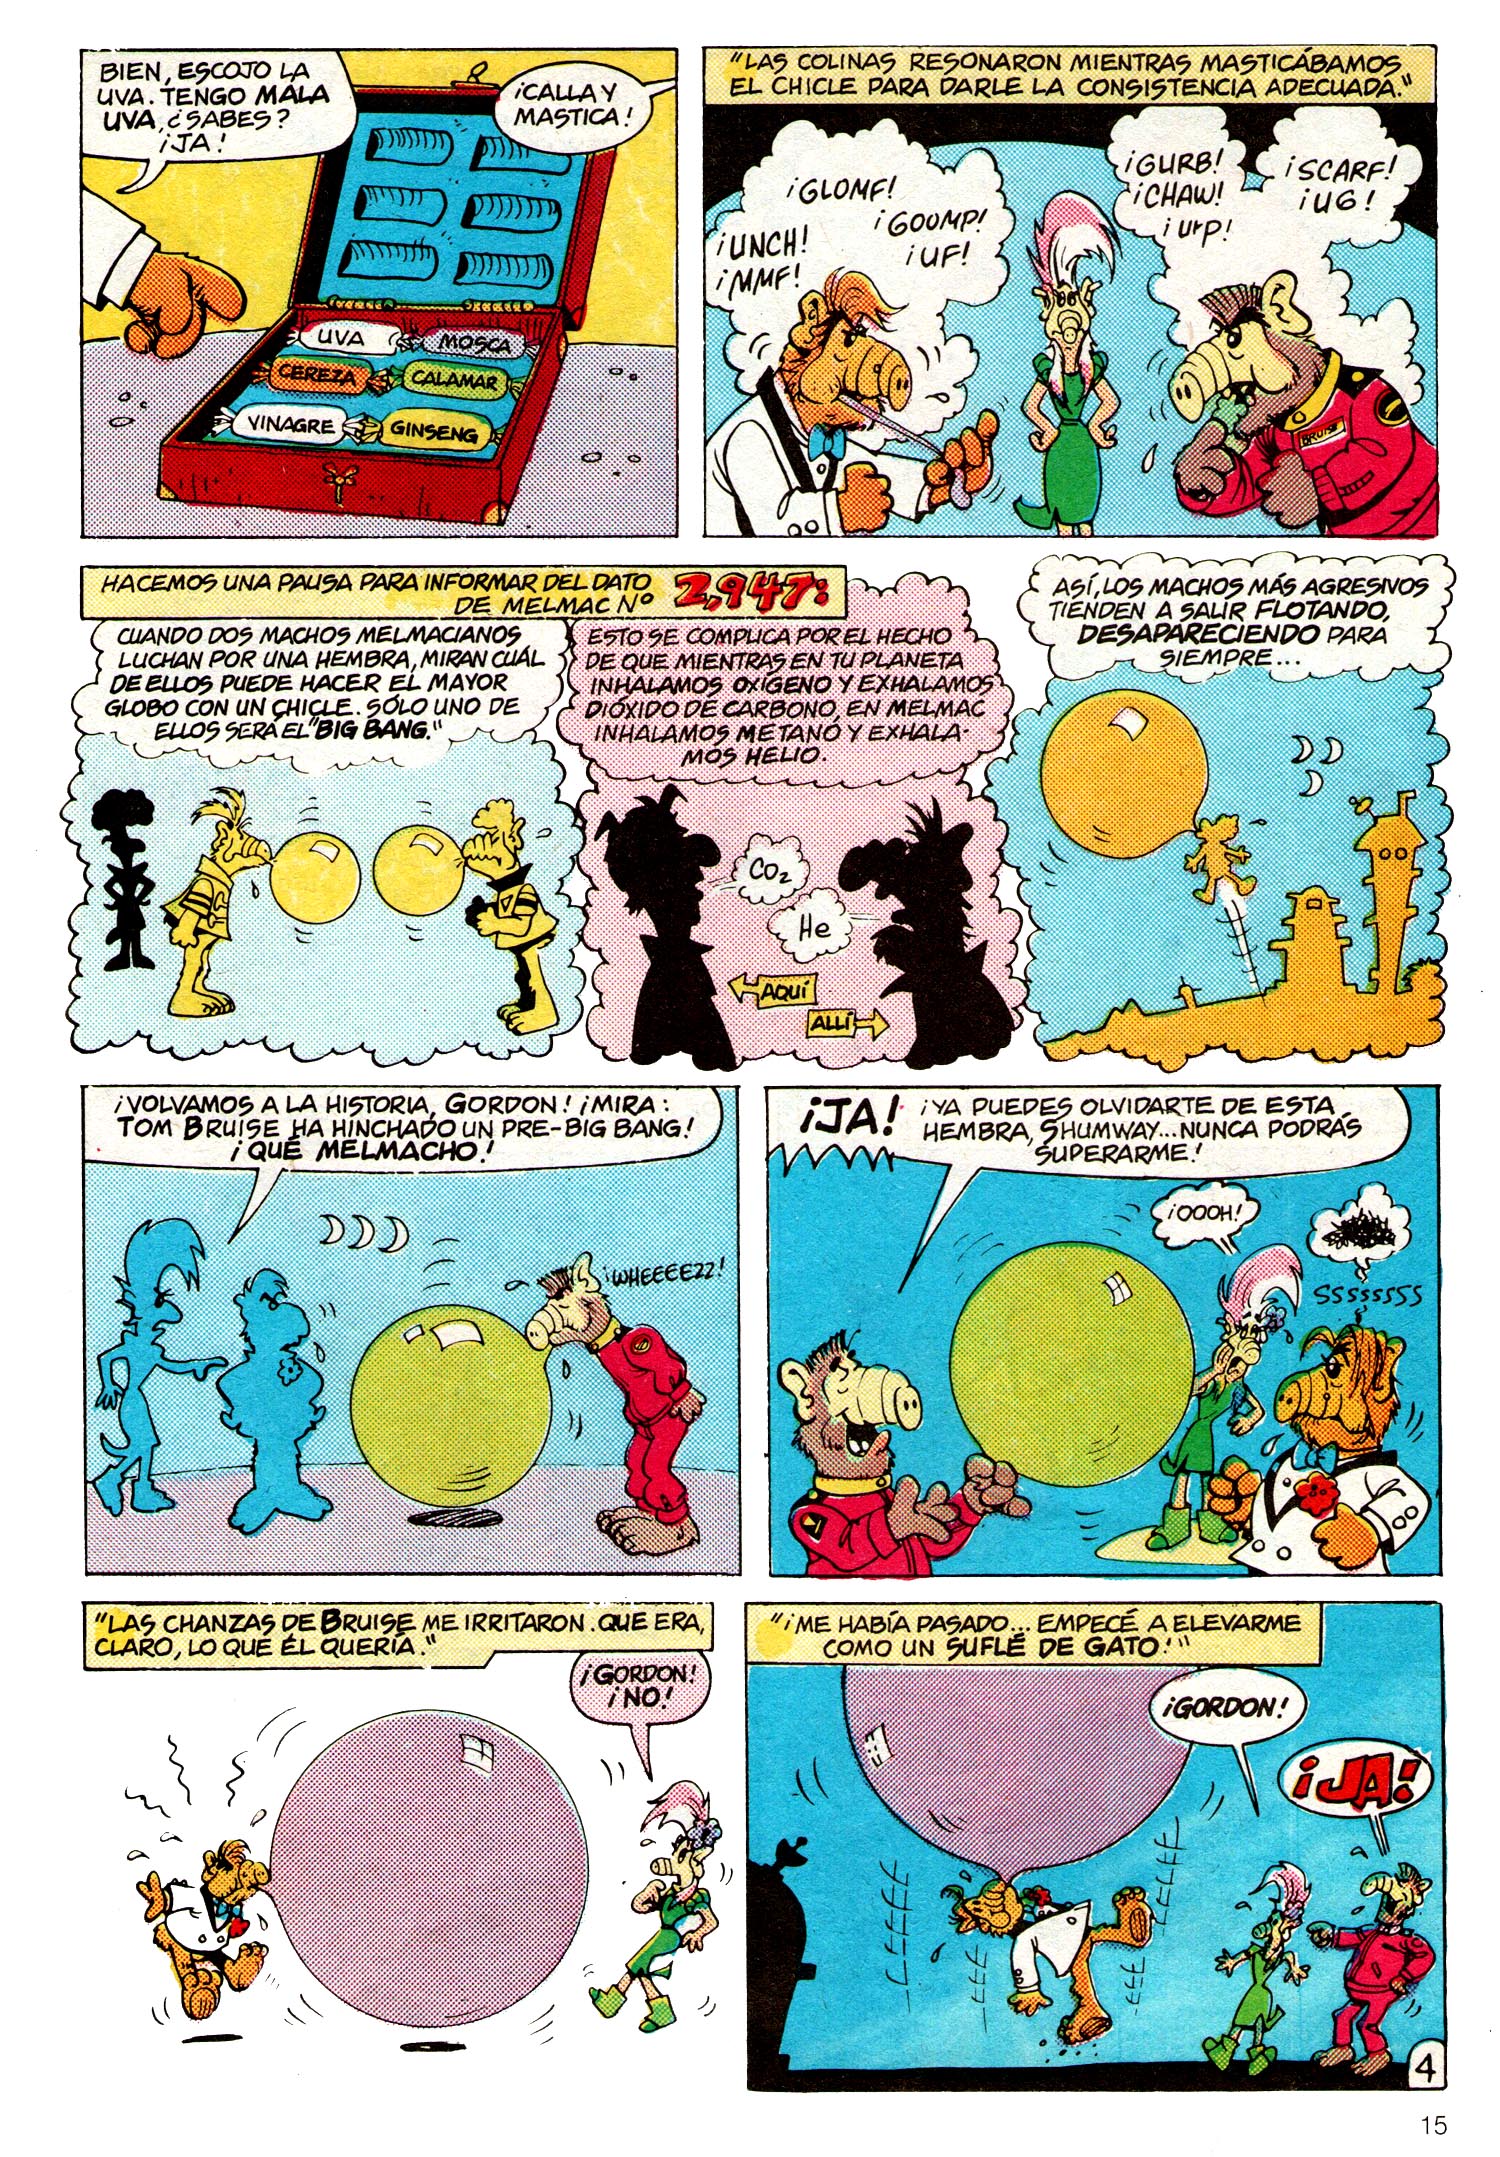 BIEN, ESCOJO LA
UVA. TENGO MALA
UVA, ¿SABES?
¡JA!
¡CALLA Y
MASTICA!
UVA
MOSCA
CEREZA
CALAMAR
VINAGRE
GINSENG
"LAS COLINAS RESONARON MIENTRAS MASTICÁBAMOS
EL CHICLE PARA DARLE LA CONSISTENCIA ADECUADA."
¡GLOMF!
¡GOOMP!
¡UF!
¡UNCH!
¡MMF!
¡GURB!
¡CHAW!
¡URP!
¡SCARF!
¡UG!
BRUISE
HACEMOS UNA PAUSA PARA INFORMAR DEL DATO
DE MELMAC Nº 2,947:
CUANDO DOS MACHOS MELMACIANOS
LUCHAN POR UNA HEMBRA, MIRAN CUÁL
DE ELLOS PUEDE HACER EL MAYOR
GLOBO CON UN CHICLE. SÓLO UNO DE
ELLOS SERÁ EL "BIG BANG."
ESTO SE COMPLICA POR EL HECHO
DE QUE MIENTRAS EN TU PLANETA
INHALAMOS OXÍGENO Y EXHALAMOS
DIÓXIDO DE CARBONO, EN MELMAC
INHALAMOS METANO Y EXHALA-
MOS HELIO.
CO2
He
AQUÍ
ALLÍ
ASÍ, LOS MACHOS MÁS AGRESIVOS
TIENDEN A SALIR FLOTANDO,
DESAPARECIENDO PARA
SIEMPRE...
¡VOLVAMOS A LA HISTORIA, GORDON! ¡MIRA:
TOM BRUISE HA HINCHADO UN PRE-BIG BANG!
¡QUÉ MELMACHO!
¡WHEEEEZZ!
¡JA! ¡YA PUEDES OLVIDARTE DE ESTA
HEMBRA, SHUMWAY... NUNCA PODRÁS
SUPERARME!
¡OOOH!
SSSSSSSS
"LAS CHANZAS DE BRUISE ME IRRITARON. QUE ERA,
CLARO, LO QUE ÉL QUERÍA."
¡GORDON!
¡NO!
"¡ME HABÍA PASADO... EMPECÉ A ELEVARME
COMO UN SUFLÉ DE GATO!"
¡GORDON!
¡JA!
4
15